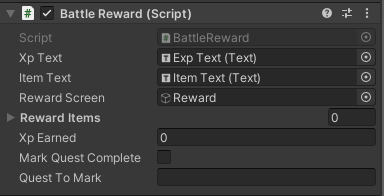 Battle Reward (Script)
Script BattleReward
Xp Text Exp Text (Text)
Item Text Item Text (Text)
Reward Screen Reward
Reward Items 0
Xp Earned 0
Mark Quest Complete
Quest To Mark